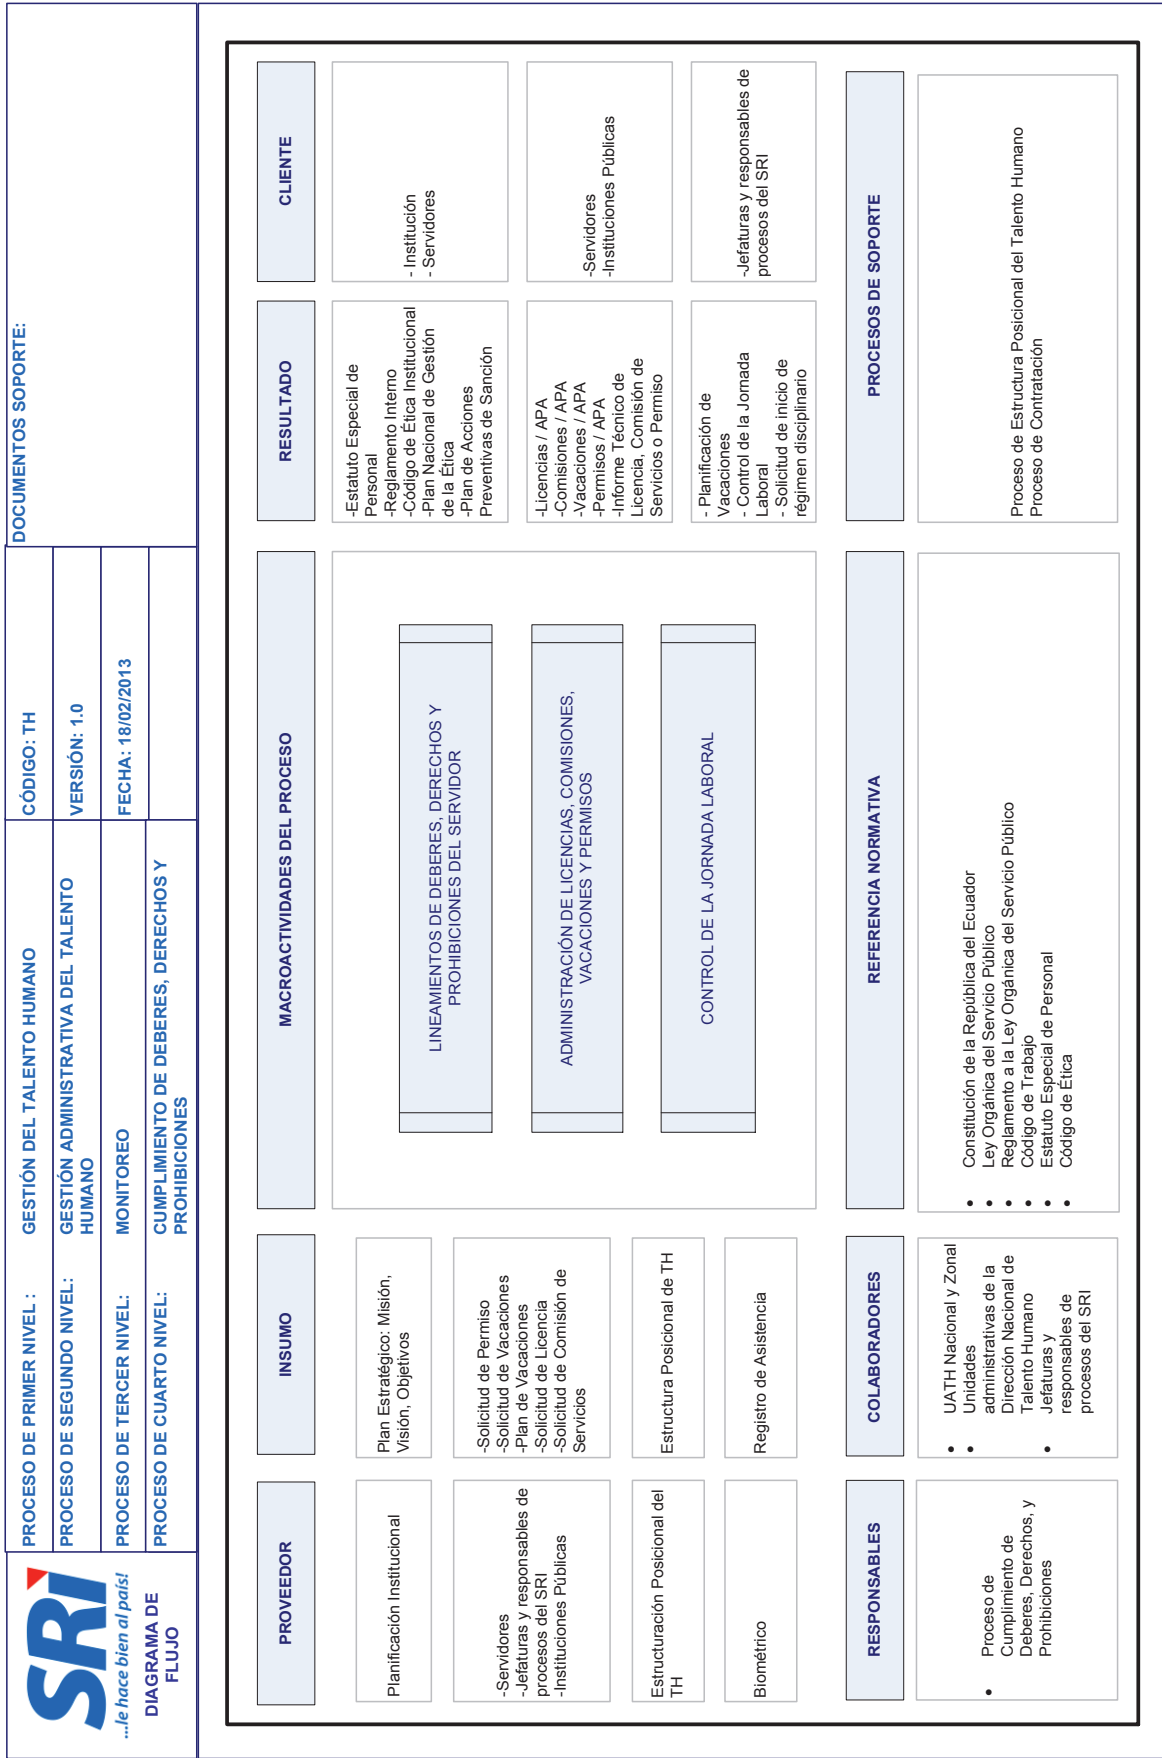 SRi
...le hace bien al país!
DIAGRAMA DE
FLUJO
PROCESO DE PRIMER NIVEL :
GESTIÓN DEL TALENTO HUMANO
CÓDIGO: TH
DOCUMENTOS SOPORTE:
PROCESO DE SEGUNDO NIVEL:
GESTIÓN ADMINISTRATIVA DEL TALENTO
HUMANO
VERSIÓN: 1.0
PROCESO DE TERCER NIVEL:
MONITOREO
FECHA: 18/02/2013
PROCESO DE CUARTO NIVEL:
CUMPLIMIENTO DE DEBERES, DERECHOS Y
PROHIBICIONES
PROVEEDOR
INSUMO
MACROACTIVIDADES DEL PROCESO
RESULTADO
CLIENTE
Planificación Institucional
-Servidores
-Jefaturas y responsables de
procesos del SRI
-Instituciones Públicas
Estructuración Posicional del
TH
Biométrico
Plan Estratégico: Misión,
Visión, Objetivos
-Solicitud de Permiso
-Solicitud de Vacaciones
-Plan de Vacaciones
-Solicitud de Licencia
-Solicitud de Comisión de
Servicios
Estructura Posicional de TH
Registro de Asistencia
LINEAMIENTOS DE DEBERES, DERECHOS Y
PROHIBICIONES DEL SERVIDOR
ADMINISTRACIÓN DE LICENCIAS, COMISIONES,
VACACIONES Y PERMISOS
CONTROL DE LA JORNADA LABORAL
-Estatuto Especial de
Personal
-Reglamento Interno
-Código de Ética Institucional
-Plan Nacional de Gestión
de la Ética
-Plan de Acciones
Preventivas de Sanción
-Licencias / APA
-Comisiones / APA
-Vacaciones / APA
-Permisos / APA
-Informe Técnico de
Licencia, Comisión de
Servicios o Permiso
- Planificación de
Vacaciones
- Control de la Jornada
Laboral
- Solicitud de inicio de
régimen disciplinario
- Institución
- Servidores
-Servidores
-Instituciones Públicas
-Jefaturas y responsables de
procesos del SRI
RESPONSABLES
COLABORADORES
REFERENCIA NORMATIVA
PROCESOS DE SOPORTE
• Proceso de
Cumplimiento de
Deberes, Derechos, y
Prohibiciones
• UATH Nacional y Zonal
• Unidades
administrativas de la
Dirección Nacional de
Talento Humano
• Jefaturas y
responsables de
procesos del SRI
• Constitución de la República del Ecuador
• Ley Orgánica del Servicio Público
• Reglamento a la Ley Orgánica del Servicio Público
• Código de Trabajo
• Estatuto Especial de Personal
• Código de Ética
Proceso de Estructura Posicional del Talento Humano
Proceso de Contratación